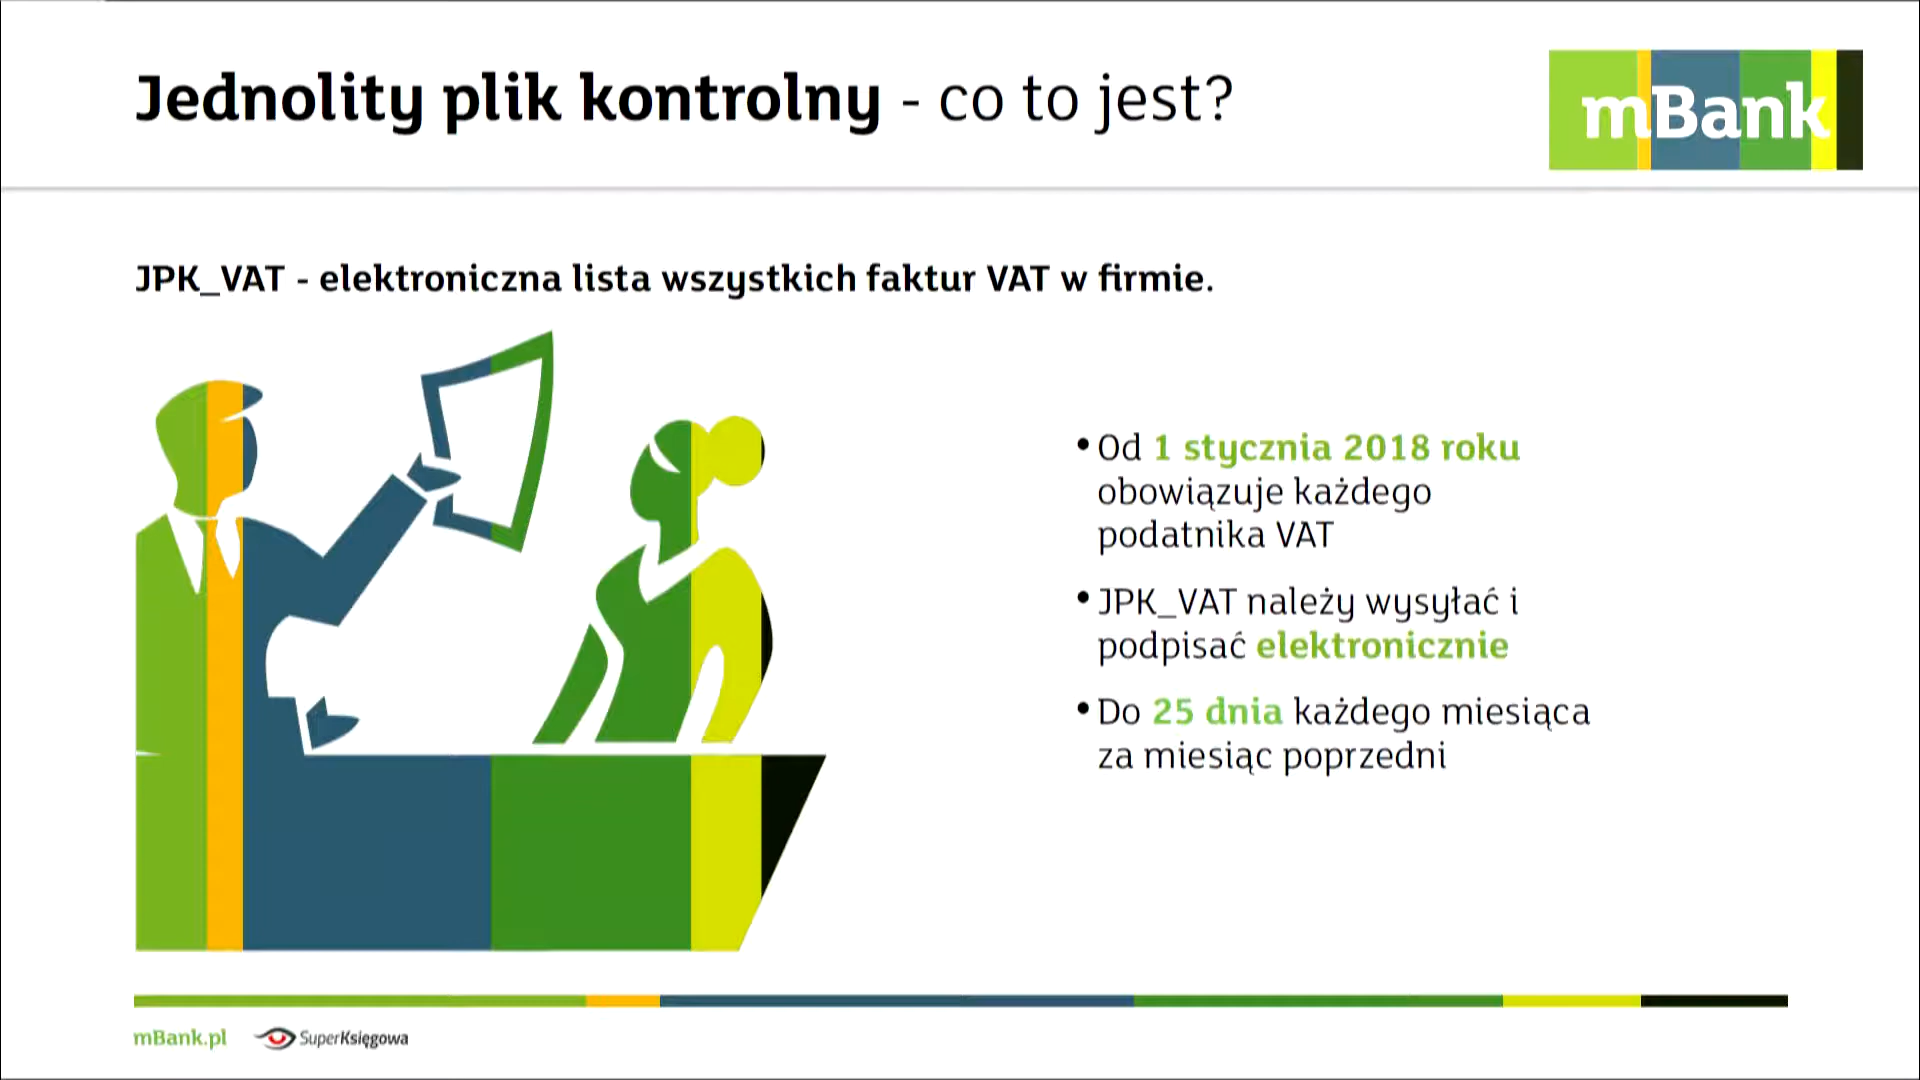 Jednolity plik kontrolny - co to jest?
mBank
JPK_VAT - elektroniczna lista wszystkich faktur VAT w firmie.
• Od 1 stycznia 2018 roku
obowiązuje każdego
podatnika VAT
• JPK_VAT należy wysyłać i
podpisać elektronicznie
• Do 25 dnia każdego miesiąca
za miesiąc poprzedni
mBank.pl SuperKsięgowa